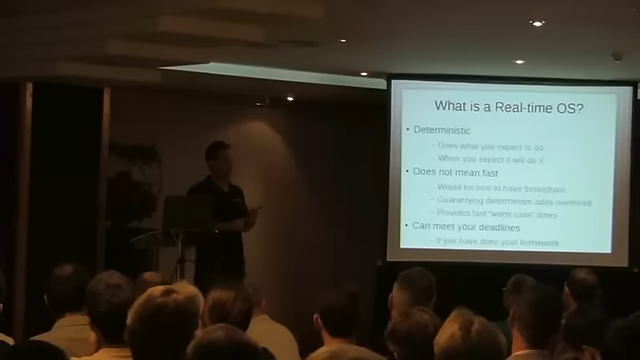 What is a Real-time OS?
• Deterministic
– Does what you expect to do
– When you expect it will do it
• Does not mean fast
– Would be nice to have throughput
– Guarantying determinism adds overhead
– Provides fast "worst case" times
• Can meet your deadlines
– If you have done your homework